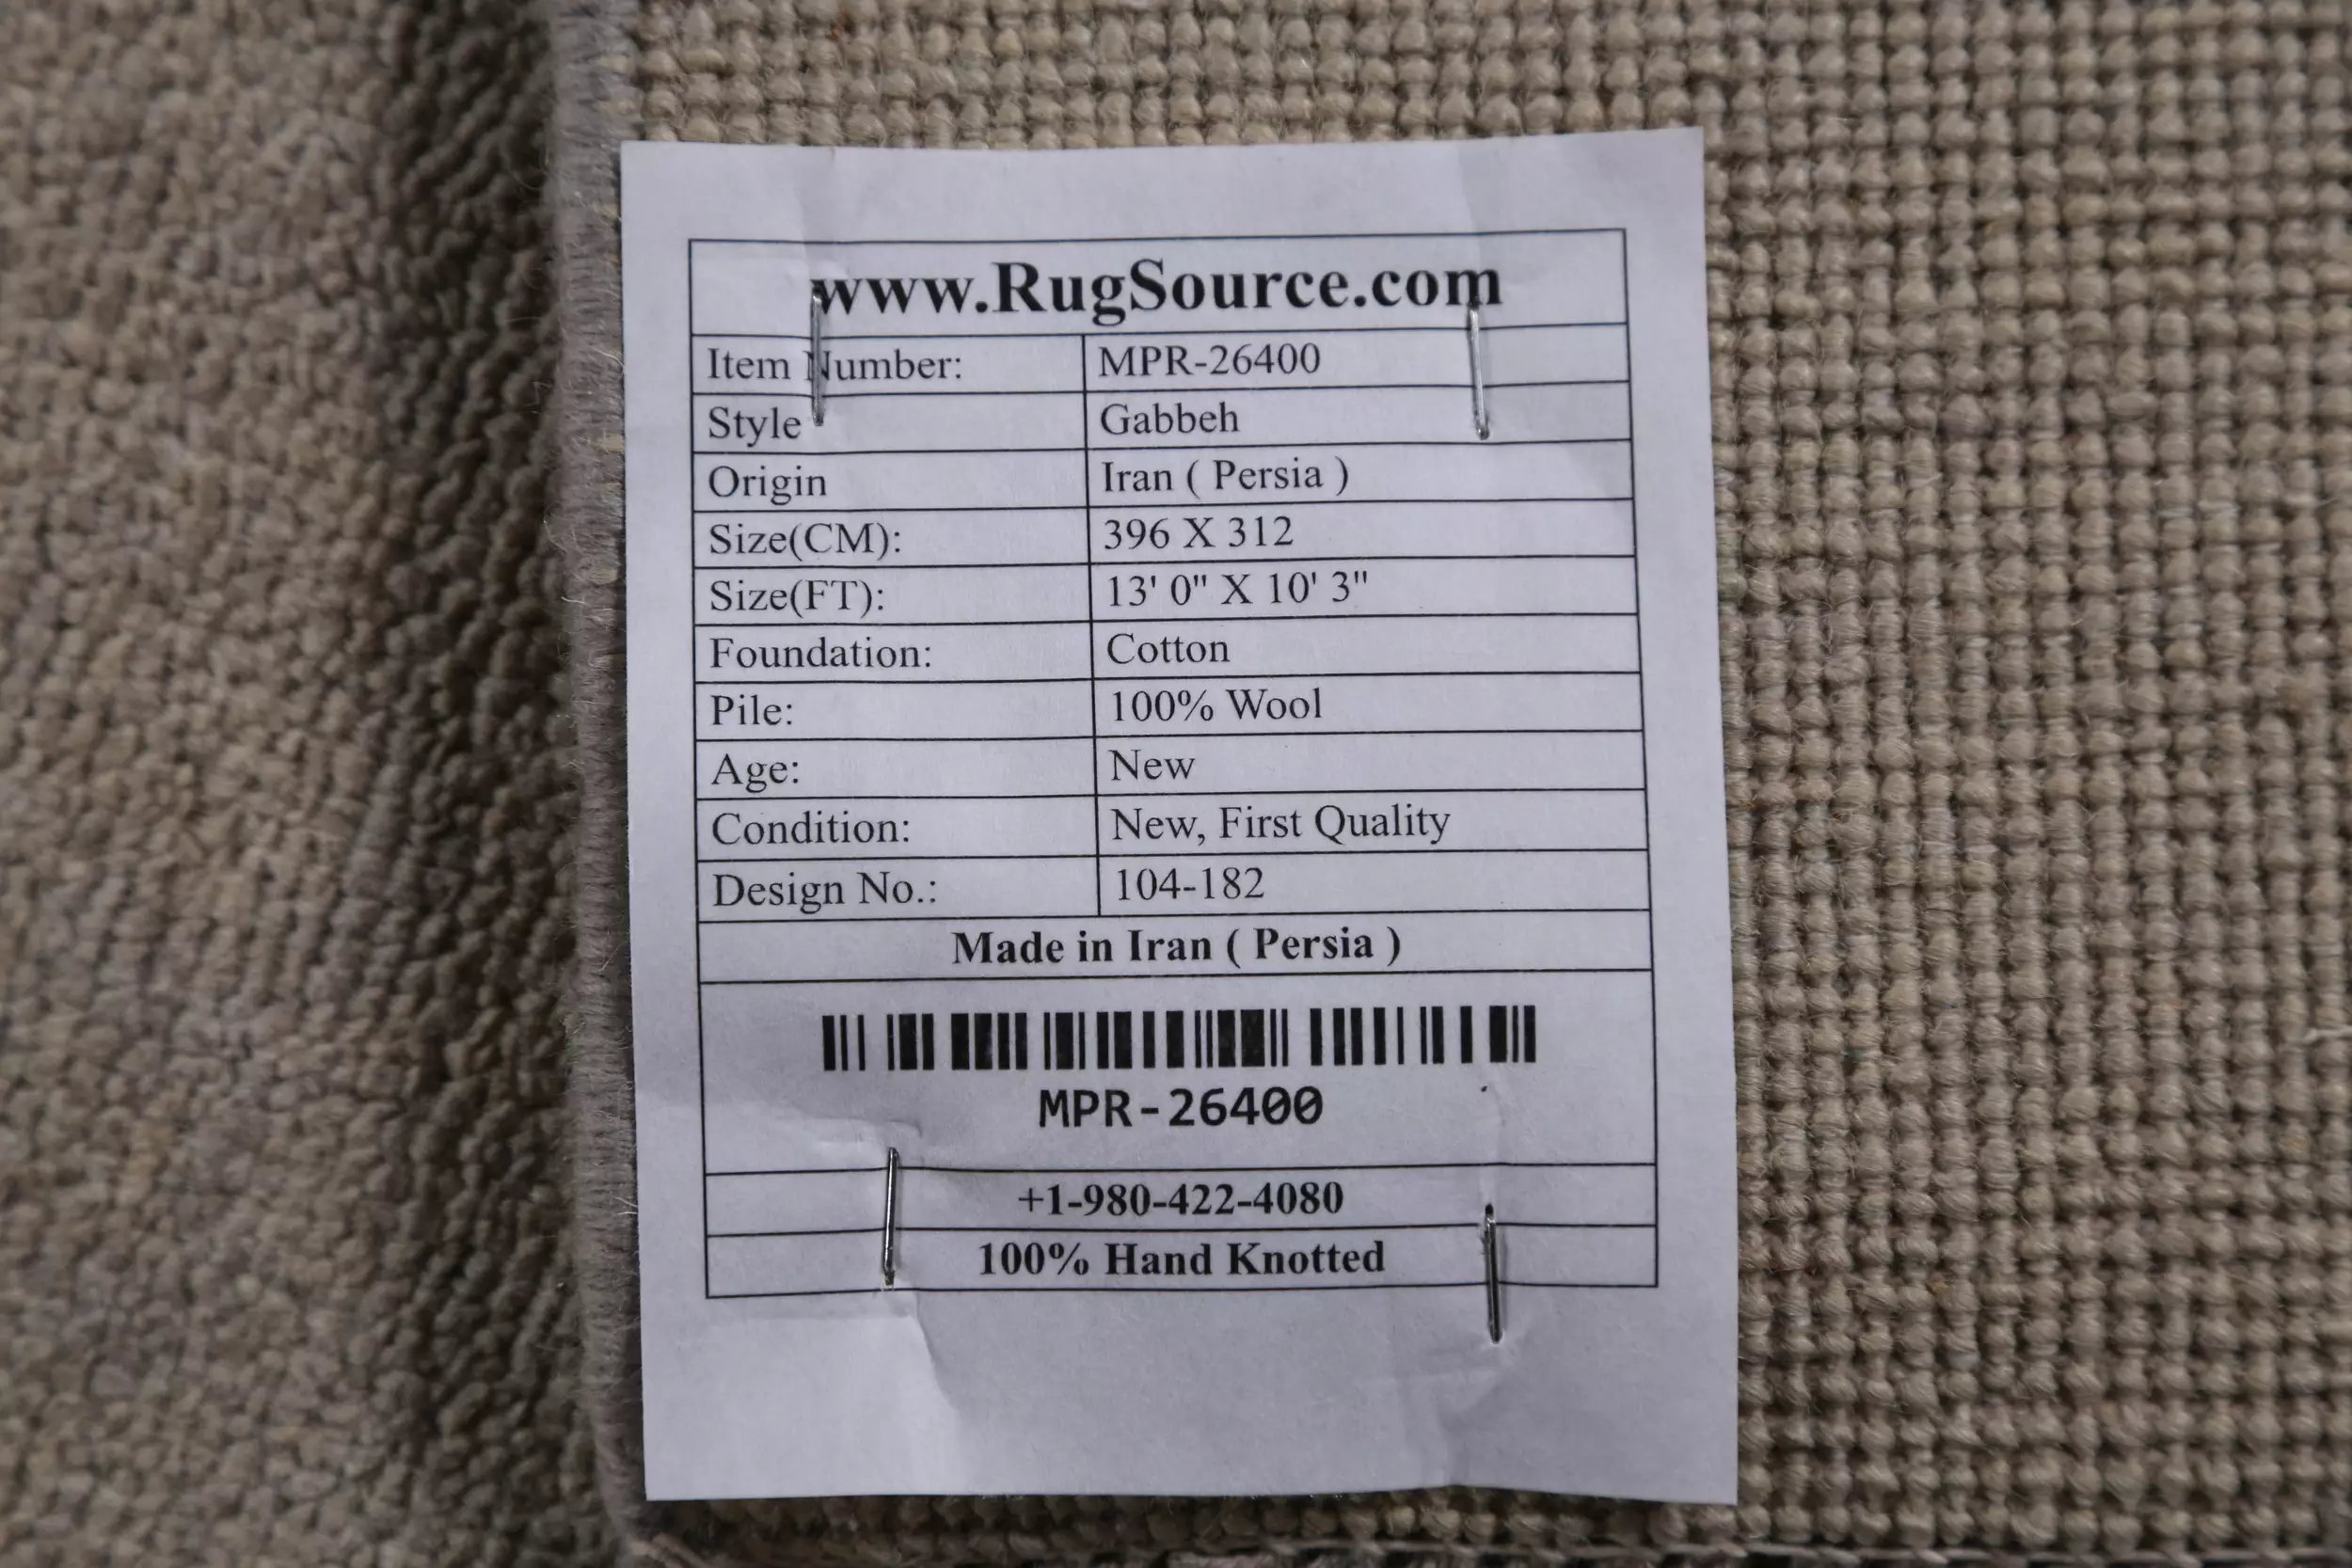 www.RugSource.com
Item Number: MPR-26400
Style Gabbeh
Origin Iran ( Persia )
Size(CM): 396 X 312
Size(FT): 13' 0" X 10' 3"
Foundation: Cotton
Pile: 100% Wool
Age: New
Condition: New, First Quality
Design No.: 104-182
Made in Iran ( Persia )
MPR-26400
+1-980-422-4080
100% Hand Knotted